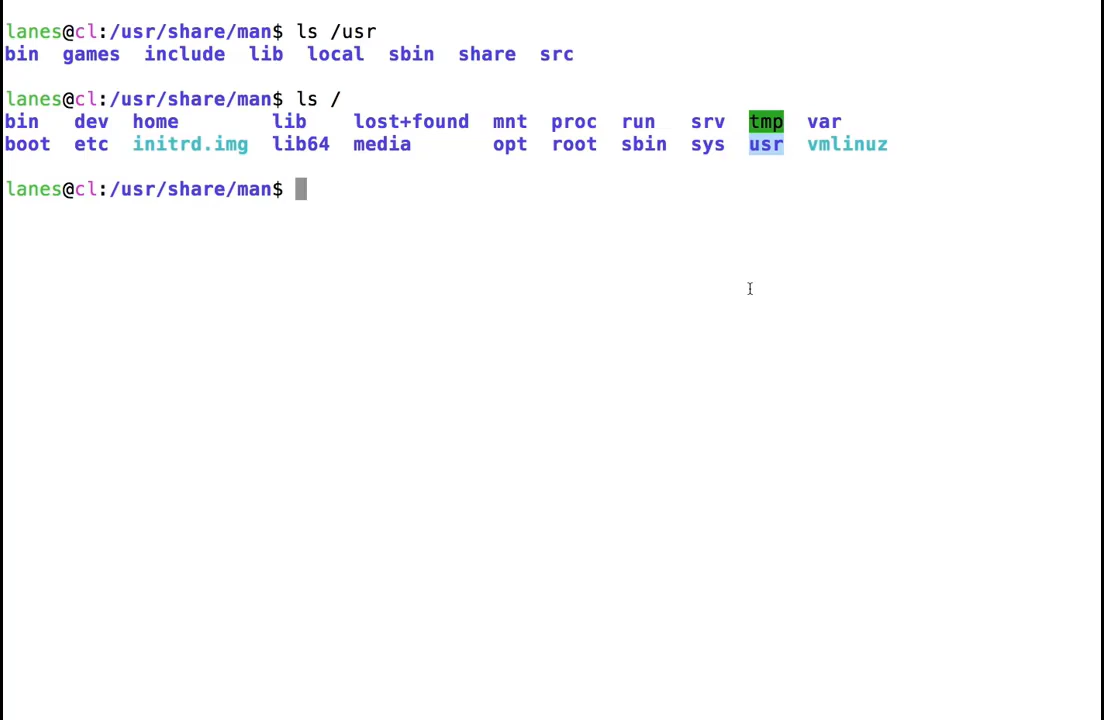 lanes@cl:/usr/share/man$ ls /usr
bin  games  include  lib  local  sbin  share  src
lanes@cl:/usr/share/man$ ls /
bin   dev  home        lib    lost+found  mnt  proc  run   srv  tmp  var
boot  etc  initrd.img  lib64  media       opt  root  sbin  sys  usr  vmlinuz
lanes@cl:/usr/share/man$